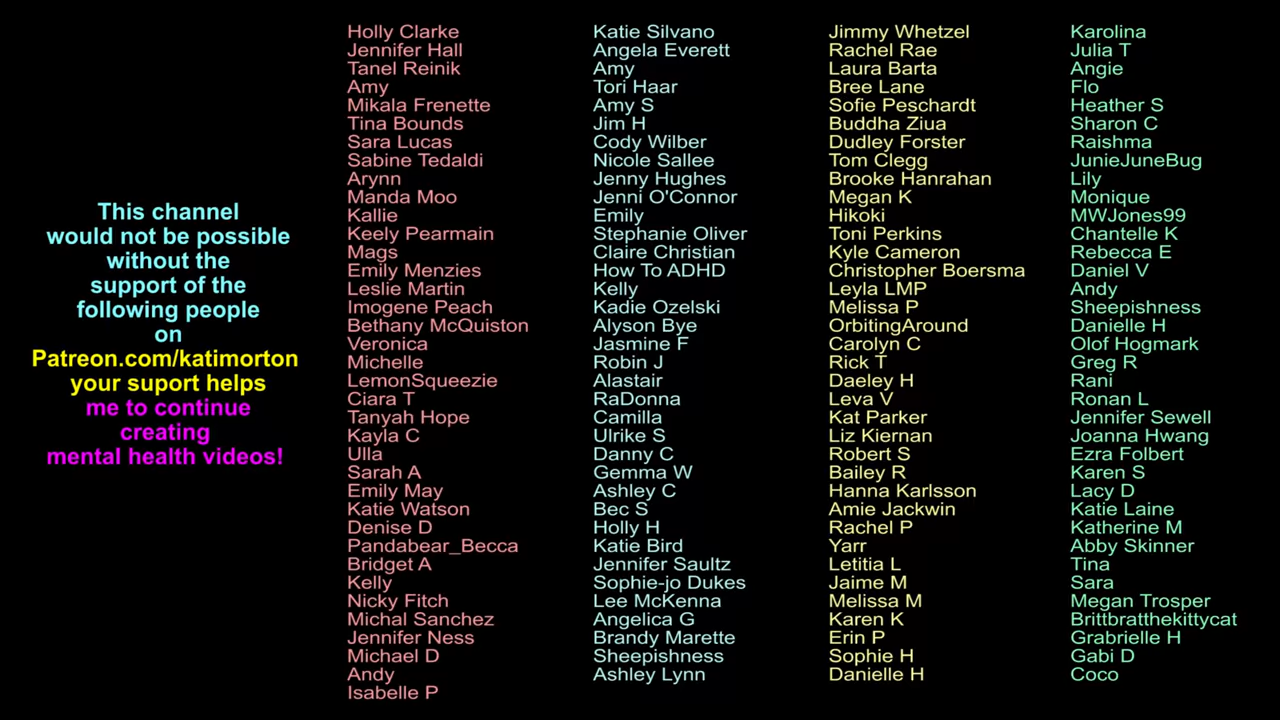 This channel
would not be possible
without the
support of the
following people
on
Patreon.com/katimorton
your suport helps
me to continue
creating
mental health videos!
Holly Clarke
Jennifer Hall
Tanel Reinik
Amy
Mikala Frenette
Tina Bounds
Sara Lucas
Sabine Tedaldi
Arynn
Manda Moo
Kallie
Keely Pearmain
Mags
Emily Menzies
Leslie Martin
Imogene Peach
Bethany McQuiston
Veronica
Michelle
LemonSqueezie
Ciara T
Tanyah Hope
Kayla C
Ulla
Sarah A
Emily May
Katie Watson
Denise D
Pandabear_Becca
Bridget A
Kelly
Nicky Fitch
Michal Sanchez
Jennifer Ness
Michael D
Andy
Isabelle P
Katie Silvano
Angela Everett
Amy
Tori Haar
Amy S
Jim H
Cody Wilber
Nicole Sallee
Jenny Hughes
Jenni O'Connor
Emily
Stephanie Oliver
Claire Christian
How To ADHD
Kelly
Kadie Ozelski
Alyson Bye
Jasmine F
Robin J
Alastair
RaDonna
Camilla
Ulrike S
Danny C
Gemma W
Ashley C
Bec S
Holly H
Katie Bird
Jennifer Saultz
Sophie-jo Dukes
Lee McKenna
Angelica G
Brandy Marette
Sheepishness
Ashley Lynn
Jimmy Whetzel
Rachel Rae
Laura Barta
Bree Lane
Sofie Peschardt
Buddha Ziua
Dudley Forster
Tom Clegg
Brooke Hanrahan
Megan K
Hikoki
Toni Perkins
Kyle Cameron
Christopher Boersma
Leyla LMP
Melissa P
OrbitingAround
Carolyn C
Rick T
Daeley H
Leva V
Kat Parker
Liz Kiernan
Robert S
Bailey R
Hanna Karlsson
Amie Jackwin
Rachel P
Yarr
Letitia L
Jaime M
Melissa M
Karen K
Erin P
Sophie H
Danielle H
Karolina
Julia T
Angie
Flo
Heather S
Sharon C
Raishma
JunieJuneBug
Lily
Monique
MWJones99
Chantelle K
Rebecca E
Daniel V
Andy
Sheepishness
Danielle H
Olof Hogmark
Greg R
Rani
Ronan L
Jennifer Sewell
Joanna Hwang
Ezra Folbert
Karen S
Lacy D
Katie Laine
Katherine M
Abby Skinner
Tina
Sara
Megan Trosper
Brittbratthekittycat
Grabrielle H
Gabi D
Coco